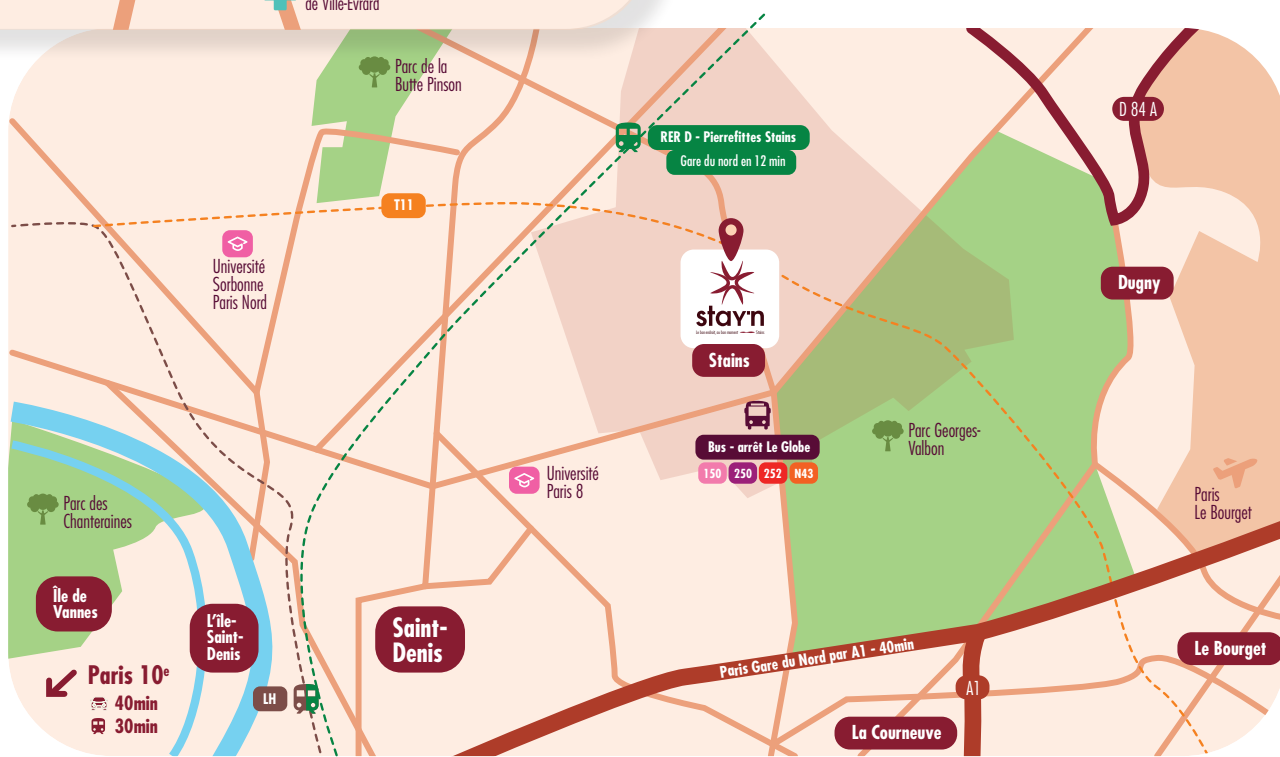 de Ville-Evrard
Parc de la
Butte Pinson
D 84 A
RER D - Pierrefittes Stains
Gare du nord en 12 min
T11
Université
Sorbonne
Paris Nord
stay'n
Stains
Dugny
Bus - arrêt Le Globe
150
250
252
N43
Parc Georges-
Valbon
Université
Paris 8
Paris
Le Bourget
Parc des
Chanteraines
Île de
Vannes
L'île-
Saint-
Denis
Saint-
Denis
Paris Gare du Nord par A1 - 40min
Le Bourget
Paris 10e
40min
30min
LH
A1
La Courneuve